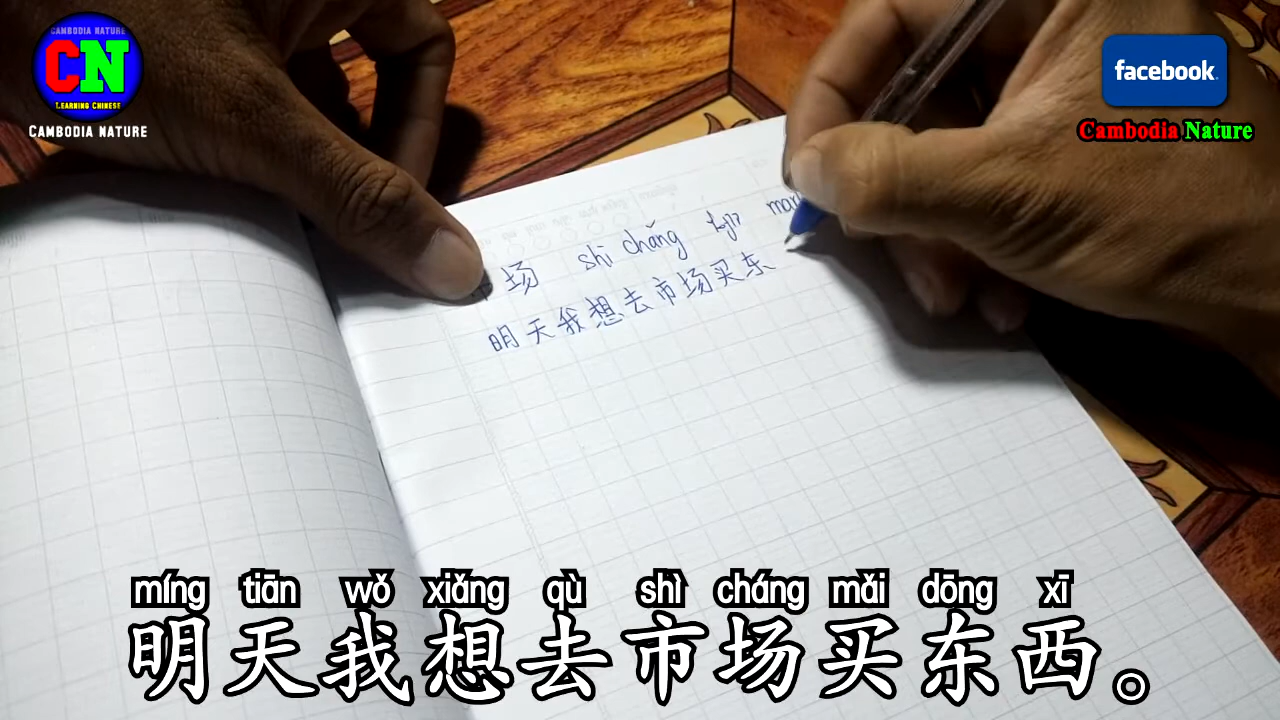 CAMBODIA NATURE
CN
LEARNING CHINESE
CAMBODIA NATURE
facebook
Cambodia Nature
场 shì chǎng
明天我想去市场买东
míng tiān wǒ xiǎng qù shì cháng mǎi dōng xī
明天我想去市场买东西。